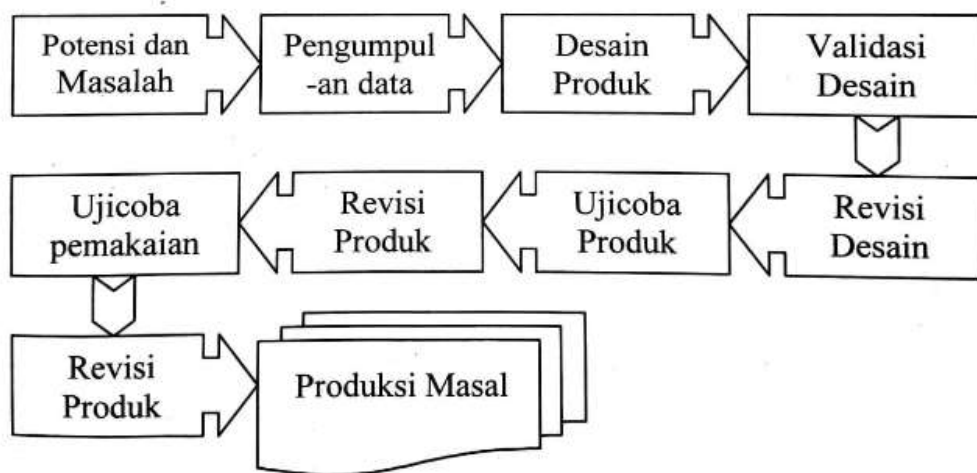 Potensi dan
Masalah
Pengumpul
-an data
Desain
Produk
Validasi
Desain
Revisi
Desain
Ujicoba
Produk
Revisi
Produk
Ujicoba
pemakaian
Revisi
Produk
Produksi Masal